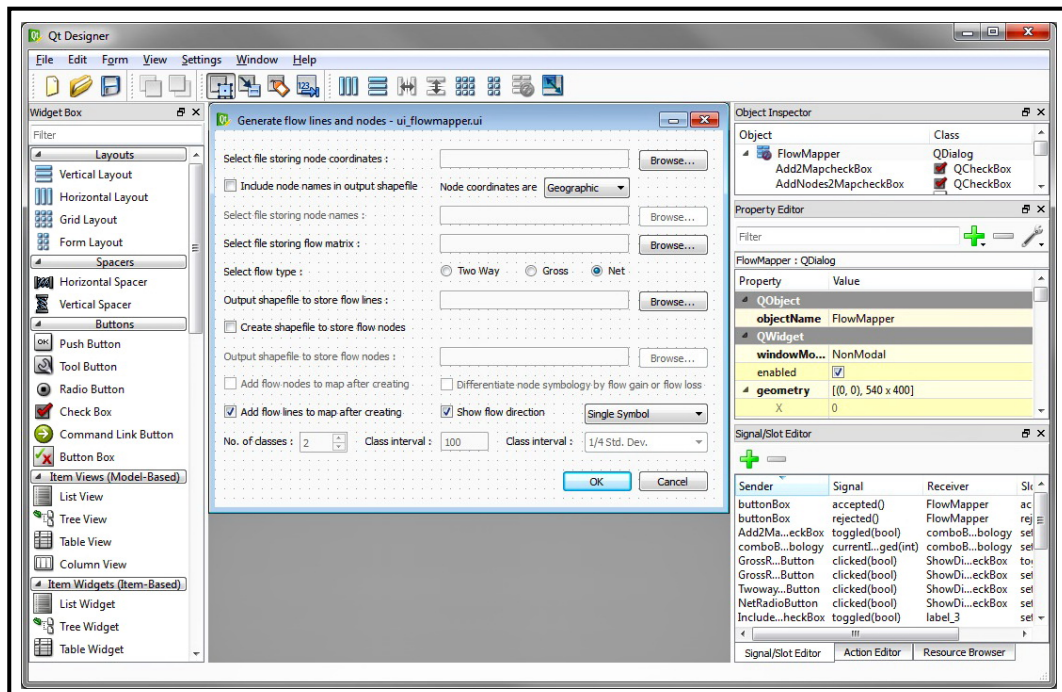 Qt Designer
File Edit Form View Settings Window Help
Widget Box
Filter
Layouts
Vertical Layout
Horizontal Layout
Grid Layout
Form Layout
Spacers
Horizontal Spacer
Vertical Spacer
Buttons
OK Push Button
Tool Button
Radio Button
Check Box
Command Link Button
Button Box
Item Views (Model-Based)
List View
Tree View
Table View
Column View
Item Widgets (Item-Based)
List Widget
Tree Widget
Table Widget
Generate flow lines and nodes - ui_flowmapper.ui
Select file storing node coordinates : Browse...
Include node names in output shapefile Node coordinates are Geographic
Select file storing node names : Browse...
Select file storing flow matrix : Browse...
Select flow type : Two Way Gross Net
Output shapefile to store flow lines : Browse...
Create shapefile to store flow nodes
Output shapefile to store flow nodes : Browse...
Add flow nodes to map after creating Differentiate node symbology by flow gain or flow loss
Add flow lines to map after creating Show flow direction Single Symbol
No. of classes : 2 Class interval : 100 Class interval : 1/4 Std. Dev.
OK Cancel
Object Inspector
Object Class
FlowMapper QDialog
Add2MapcheckBox QCheckBox
AddNodes2MapcheckBox QCheckBox
Property Editor
Filter
FlowMapper : QDialog
Property Value
QObject
objectName FlowMapper
QWidget
windowMo... NonModal
enabled
geometry [(0, 0), 540 x 400]
X 0
Signal/Slot Editor
Sender Signal Receiver Slc
buttonBox accepted() FlowMapper ac
buttonBox rejected() FlowMapper rej
Add2Ma...eckBox toggled(bool) comboB...bology set
comboB...bology currentI...ged(int) comboB...bology set
GrossR...Button clicked(bool) ShowDi...eckBox to
GrossR...Button clicked(bool) ShowDi...eckBox set
Twoway...Button clicked(bool) ShowDi...eckBox set
NetRadioButton clicked(bool) ShowDi...eckBox set
Include...heckBox toggled(bool) label_3 set
Signal/Slot Editor Action Editor Resource Browser